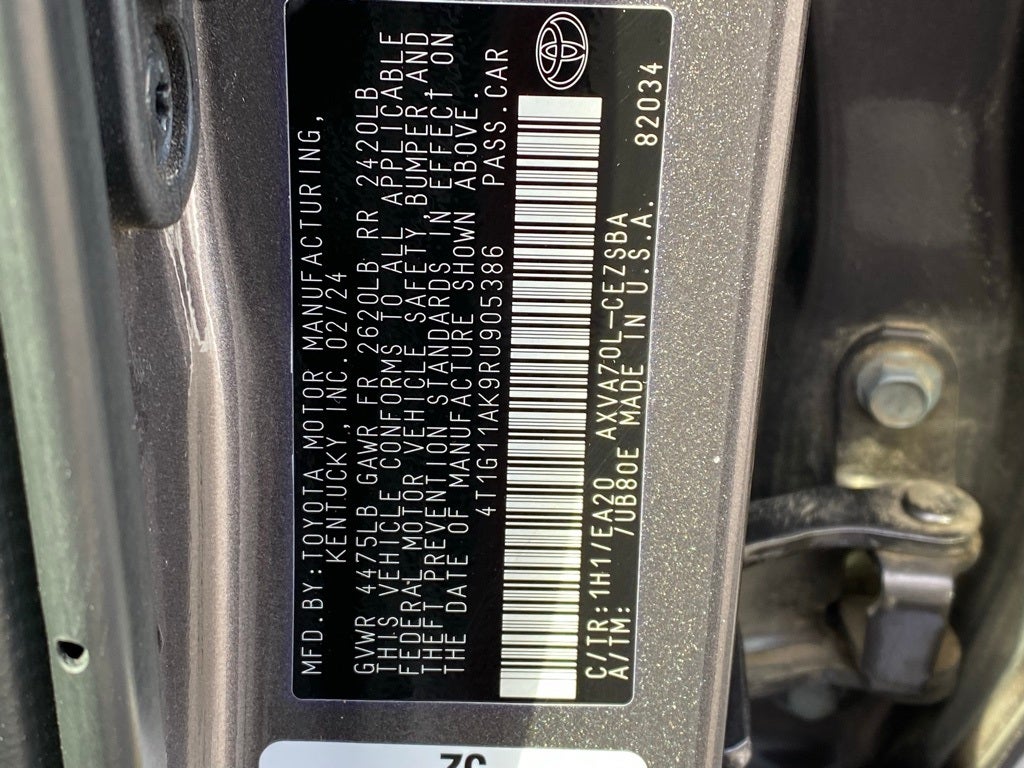 MFD.BY:TOYOTA MOTOR MANUFACTURING,
KENTUCKY,INC.02/24
GVWR 4475LB GAWR FR 2620LB RR 2420LB
THIS VEHICLE CONFORMS TO ALL APPLICABLE
FEDERAL MOTOR VEHICLE SAFETY,BUMPER,AND
THEFT PREVENTION STANDARDS IN EFFECT ON
THE DATE OF MANUFACTURE SHOWN ABOVE.
4T1G11AK9RU905386 PASS.CAR
C/TR:1H1/EA20 AXVA70L-CEZSBA
A/TM: /UB80E MADE IN U.S.A. 82034